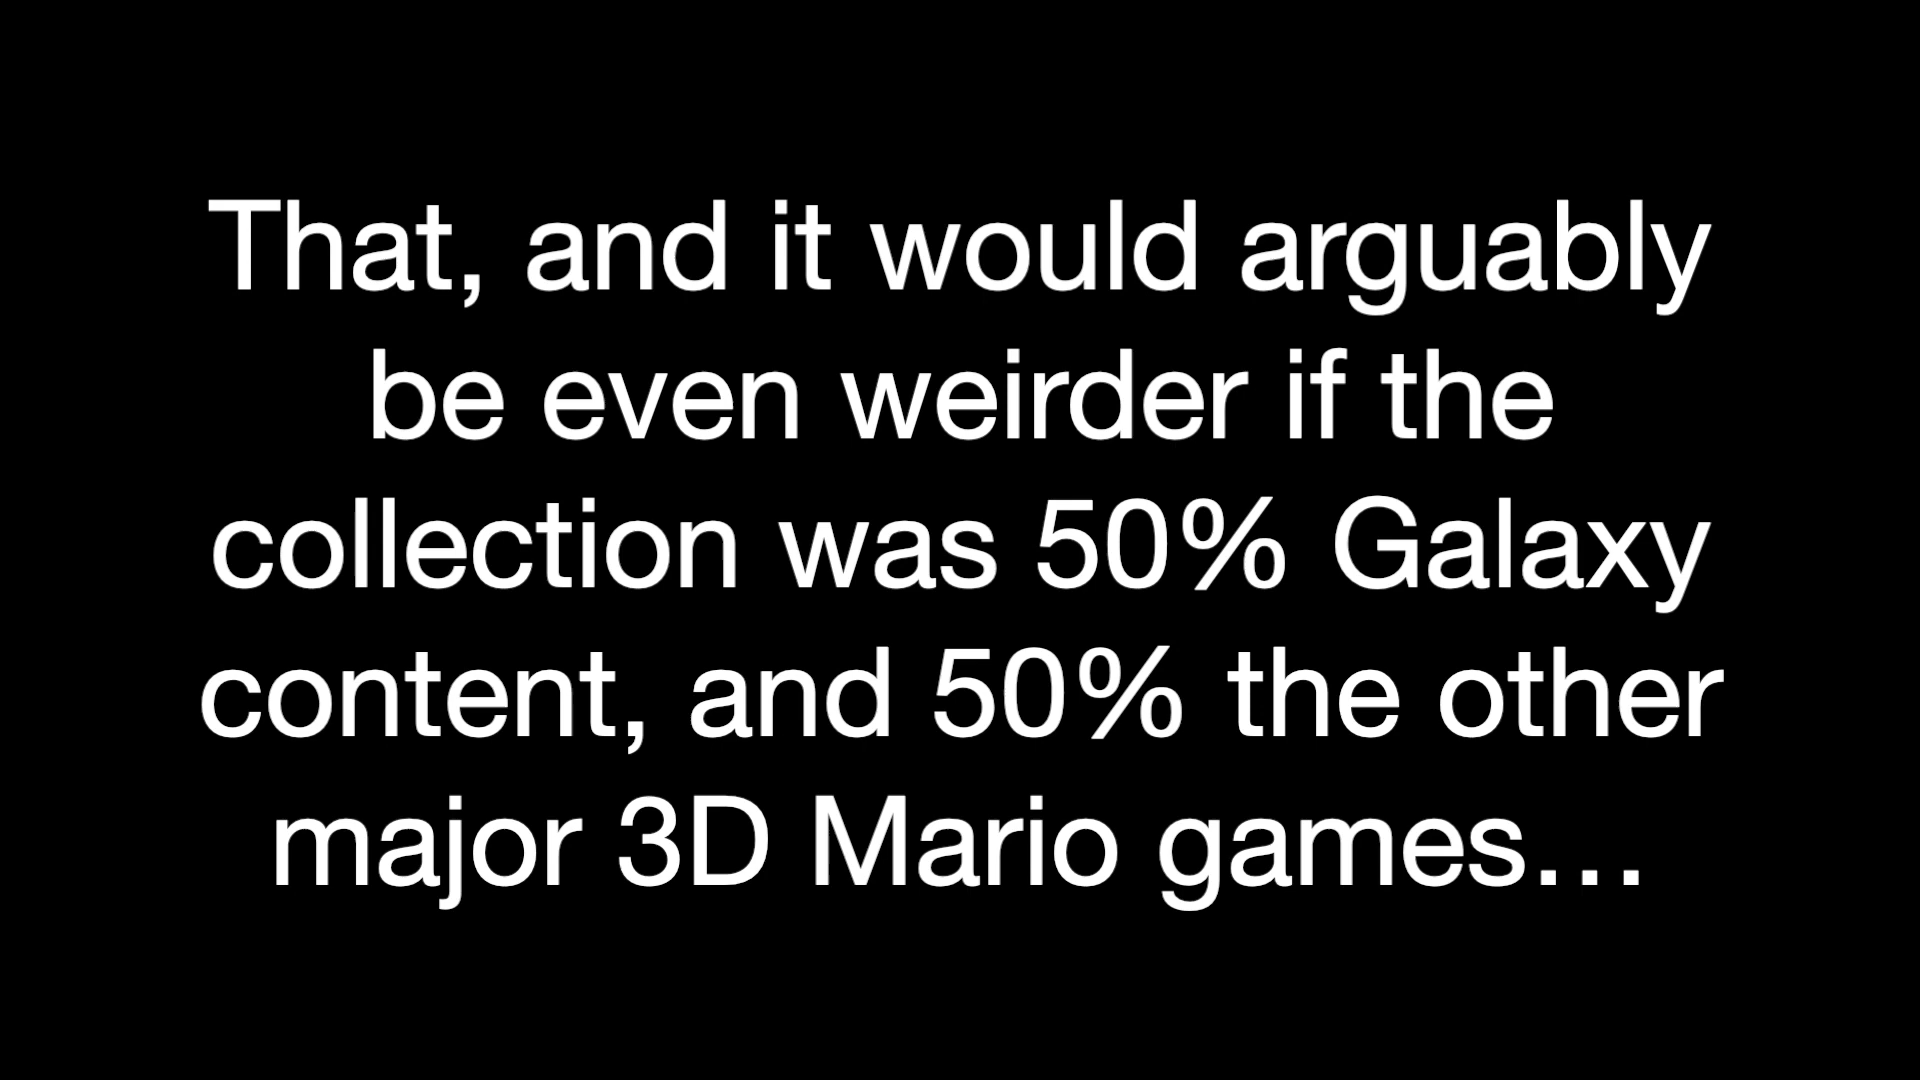 That, and it would arguably
be even weirder if the
collection was 50% Galaxy
content, and 50% the other
major 3D Mario games...